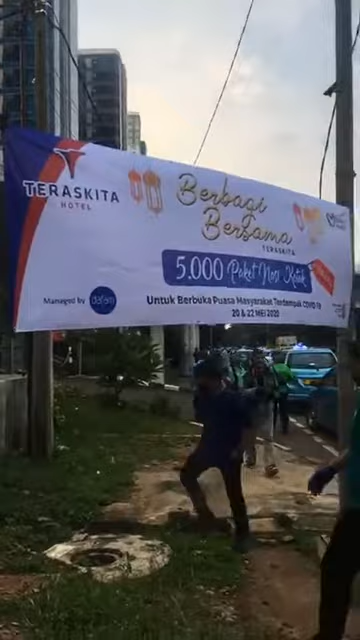 TERASKITA
HOTEL
Berbagi
Bersama
TERASKITA
5.000 Paket Nasi Kotak
Managed by dafam
Untuk Berbuka Puasa Masyarakat Terdampak COVID-19
20 & 22 MEI 2020